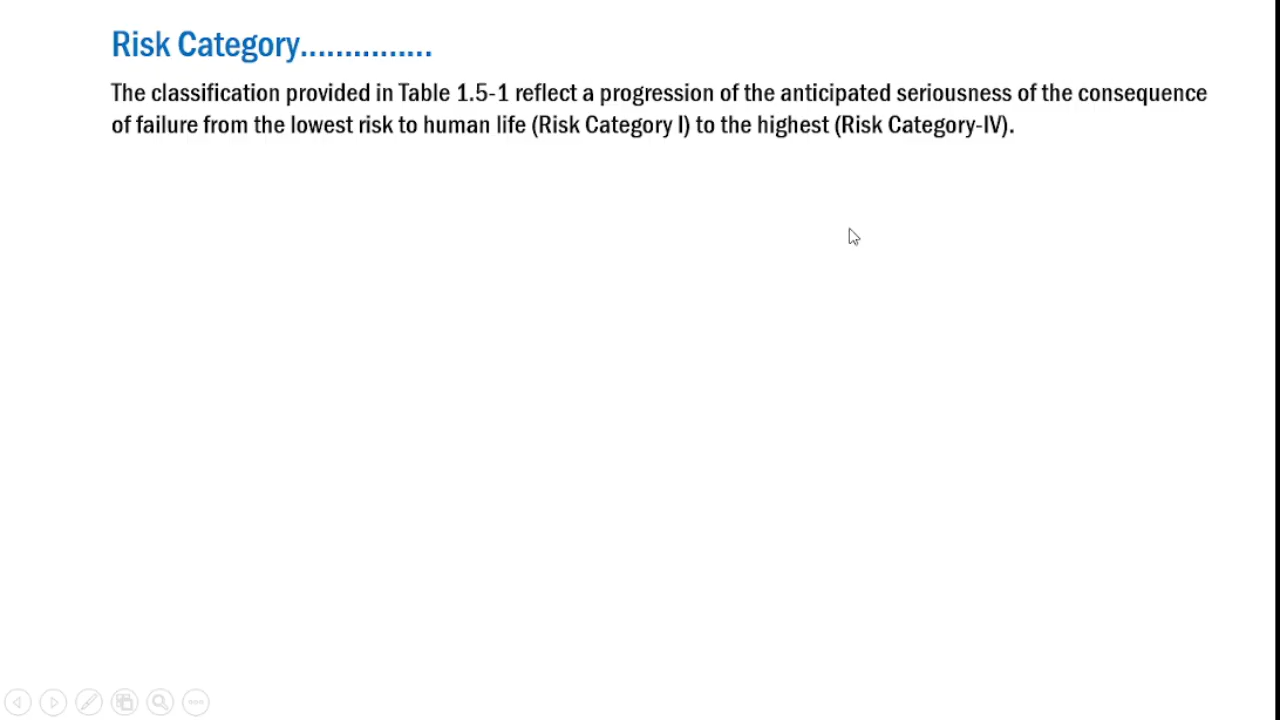 Risk Category...............
The classification provided in Table 1.5-1 reflect a progression of the anticipated seriousness of the consequence
of failure from the lowest risk to human life (Risk Category I) to the highest (Risk Category-IV).